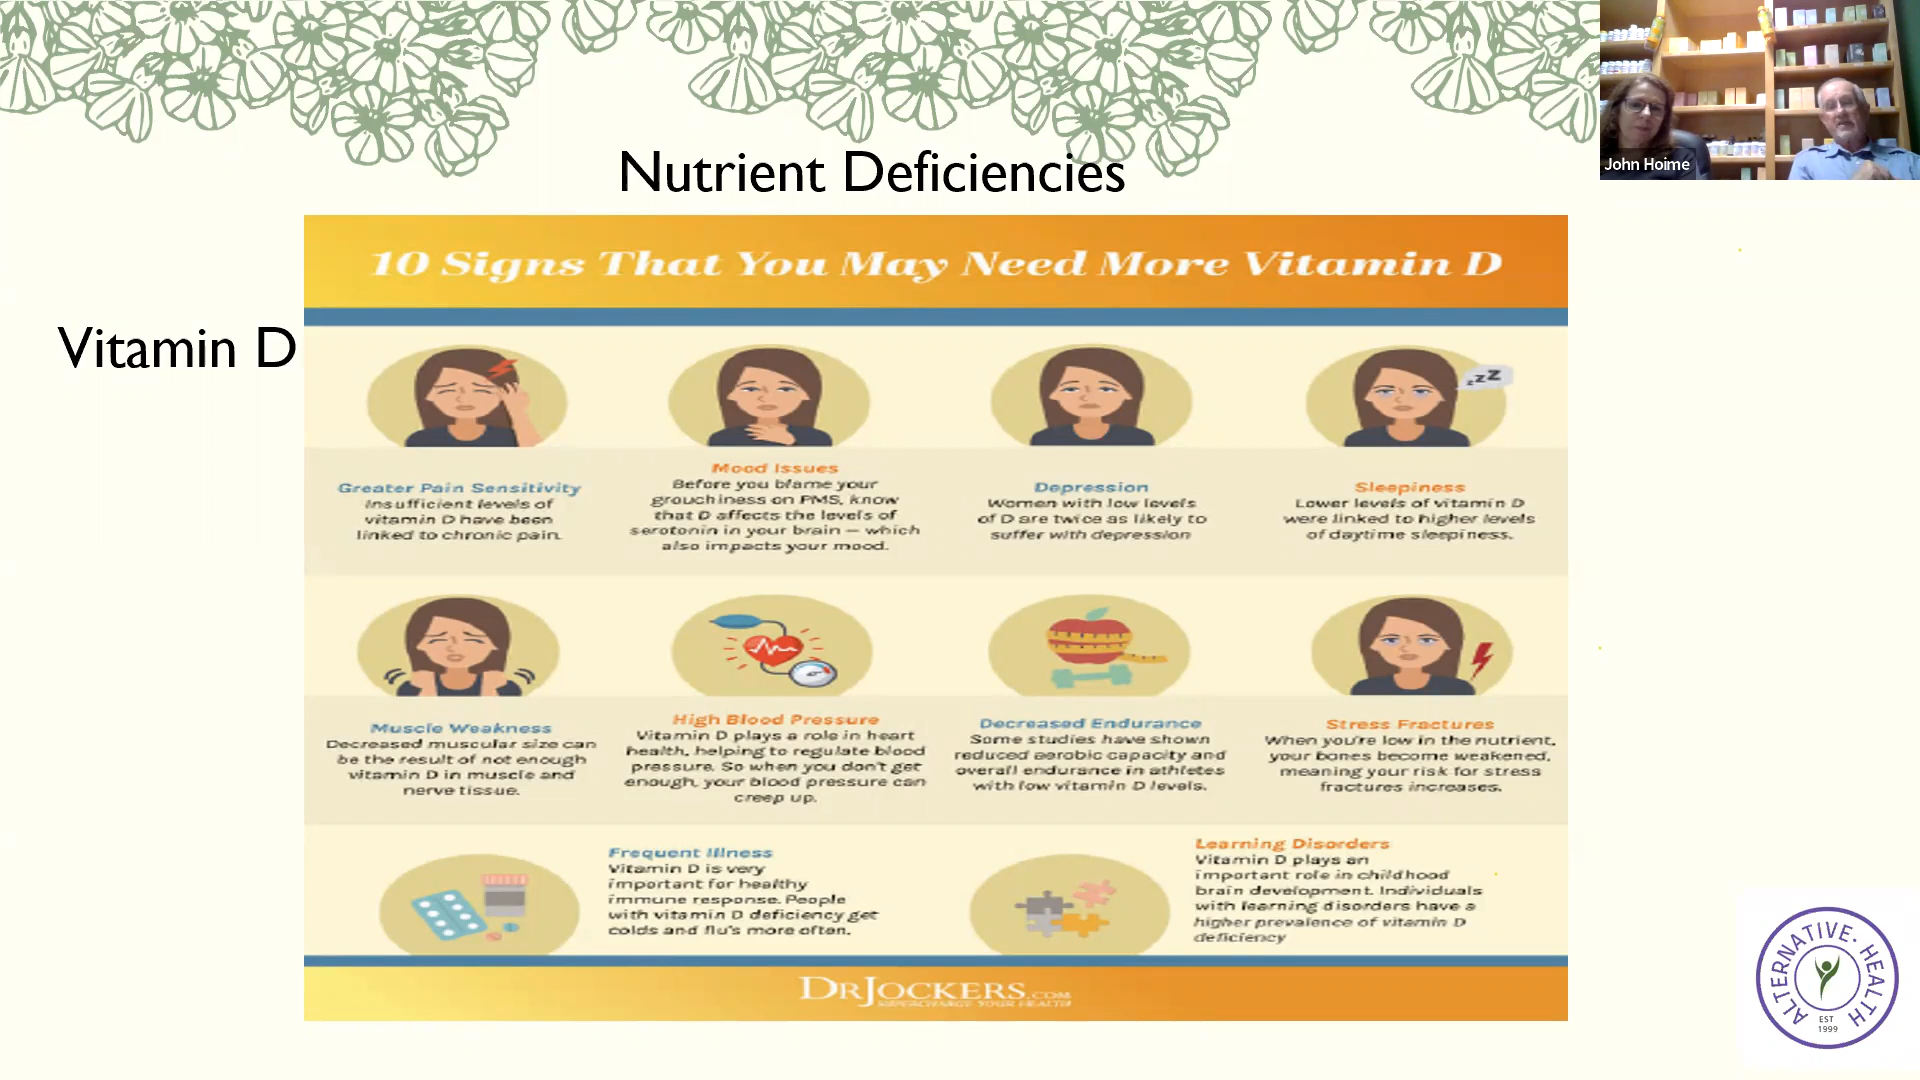 Nutrient Deficiencies
John Hoime
Vitamin D
10 Signs That You May Need More Vitamin D
zzZ
Greater Pain Sensitivity
Insufficient levels of
vitamin D have been
linked to chronic pain.
Mood Issues
Before you blame your
grouchiness on PMS, know
that D affects the levels of
serotonin in your brain — which
also impacts your mood.
Depression
Women with low levels
of D are twice as likely to
suffer with depression
Sleepiness
Lower levels of vitamin D
were linked to higher levels
of daytime sleepiness.
Muscle Weakness
Decreased muscular size can
be the result of not enough
vitamin D in muscle and
nerve tissue.
High Blood Pressure
Vitamin D plays a role in heart
health, helping to regulate blood
pressure. So when you don't get
enough, your blood pressure can
creep up.
Decreased Endurance
Some studies have shown
reduced aerobic capacity and
overall endurance in athletes
with low vitamin D levels.
Stress Fractures
When you're low in the nutrient,
your bones become weakened,
meaning your risk for stress
fractures increases.
Frequent Illness
Vitamin D is very
important for healthy
immune response. People
with vitamin D deficiency get
colds and flu's more often.
Learning Disorders
Vitamin D plays an
important role in childhood
brain development. Individuals
with learning disorders have a
higher prevalence of vitamin D
deficiency
DRJOCKERS.COM
SUPERCHARGE YOUR HEALTH
ALTERNATIVE· HEALTH
EST
1999